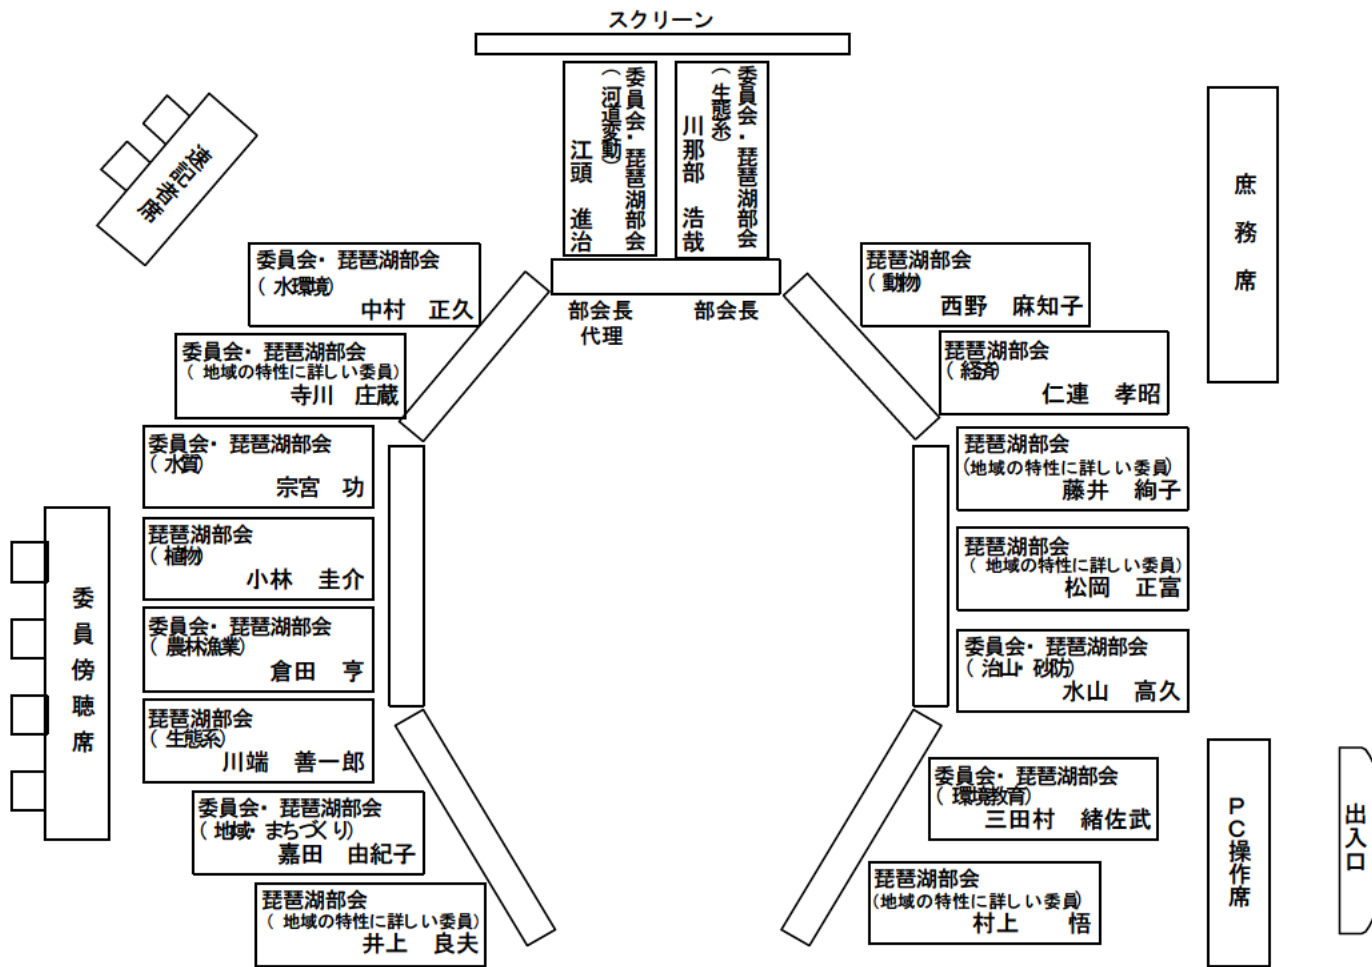 スクリーン
委員会・琵琶湖部会
(河道変動)
江頭　進治
委員会・琵琶湖部会
(生態系)
川那部　浩哉
部会長
代理
部会長
速記者席
庶務席
委員会・琵琶湖部会
(水環境)
中村　正久
委員会・琵琶湖部会
(地域の特性に詳しい委員)
寺川　庄蔵
委員会・琵琶湖部会
(水質)
宗宮　功
琵琶湖部会
(植物)
小林　圭介
委員会・琵琶湖部会
(農林漁業)
倉田　亨
琵琶湖部会
(生態系)
川端　善一郎
委員会・琵琶湖部会
(地域・まちづくり)
嘉田　由紀子
琵琶湖部会
(地域の特性に詳しい委員)
井上　良夫
委員傍聴席
琵琶湖部会
(動物)
西野　麻知子
琵琶湖部会
(経済)
仁連　孝昭
琵琶湖部会
(地域の特性に詳しい委員)
藤井　絢子
琵琶湖部会
(地域の特性に詳しい委員)
松岡　正富
委員会・琵琶湖部会
(治山・砂防)
水山　高久
委員会・琵琶湖部会
(環境教育)
三田村　緒佐武
琵琶湖部会
(地域の特性に詳しい委員)
村上　悟
PC操作席
出入口